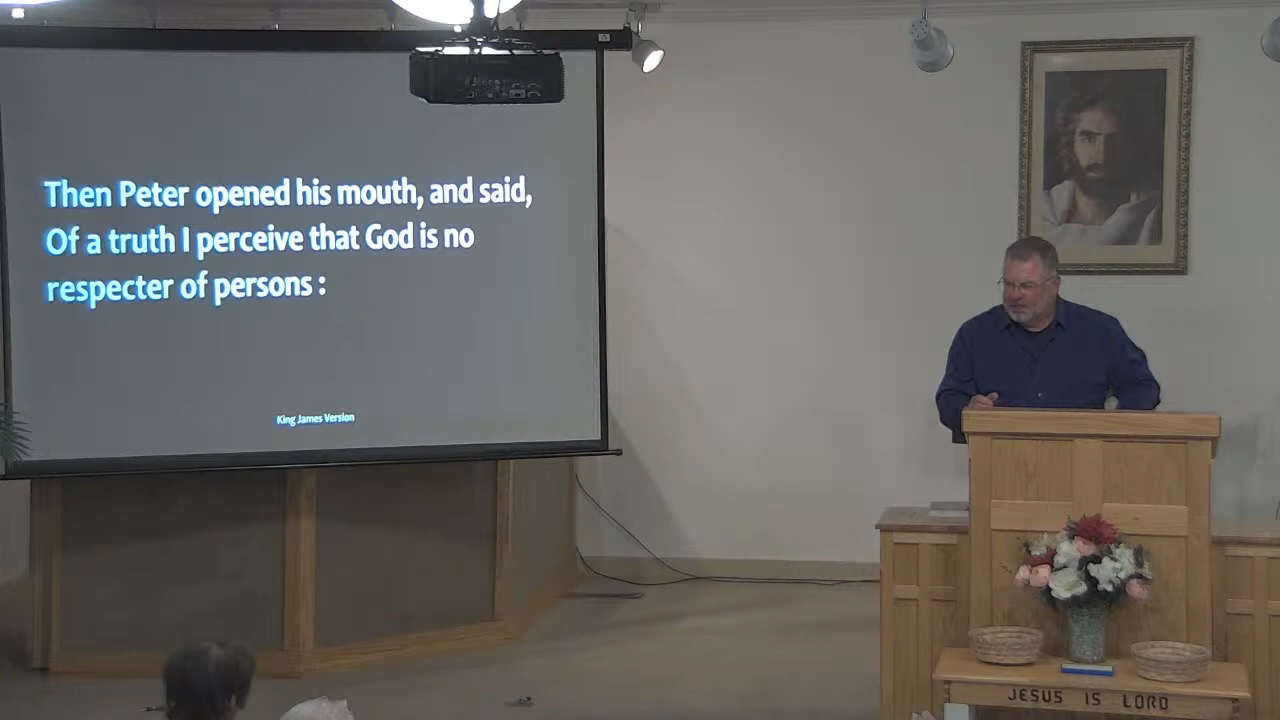 Then Peter opened his mouth, and said,
Of a truth I perceive that God is no
respecter of persons :
King James Version
JESUS IS LORD